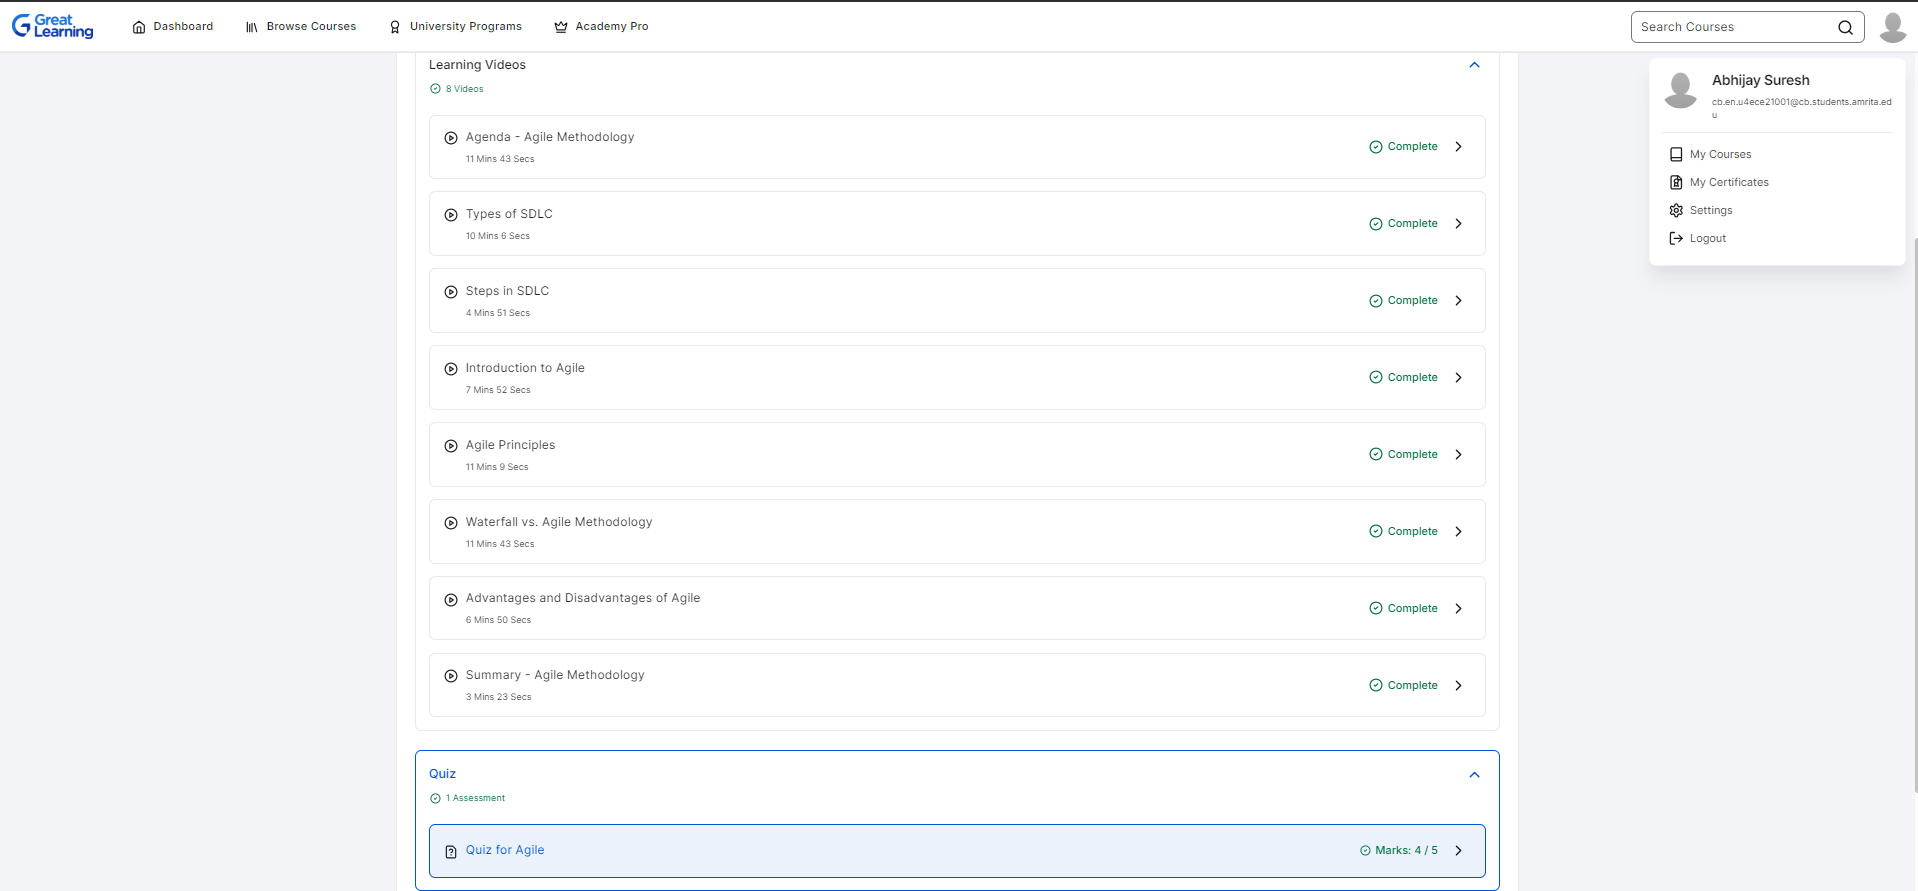 Great
Learning
Dashboard
Browse Courses
University Programs
Academy Pro
Search Courses
Abhijay Suresh
cb.en.u4ece21001@cb.students.amrita.ed
u
My Courses
My Certificates
Settings
Logout
Learning Videos
8 Videos
Agenda - Agile Methodology
11 Mins 43 Secs
Complete
Types of SDLC
10 Mins 6 Secs
Complete
Steps in SDLC
4 Mins 51 Secs
Complete
Introduction to Agile
7 Mins 52 Secs
Complete
Agile Principles
11 Mins 9 Secs
Complete
Waterfall vs. Agile Methodology
11 Mins 43 Secs
Complete
Advantages and Disadvantages of Agile
6 Mins 50 Secs
Complete
Summary - Agile Methodology
3 Mins 23 Secs
Complete
Quiz
1 Assessment
Quiz for Agile
Marks: 4 / 5